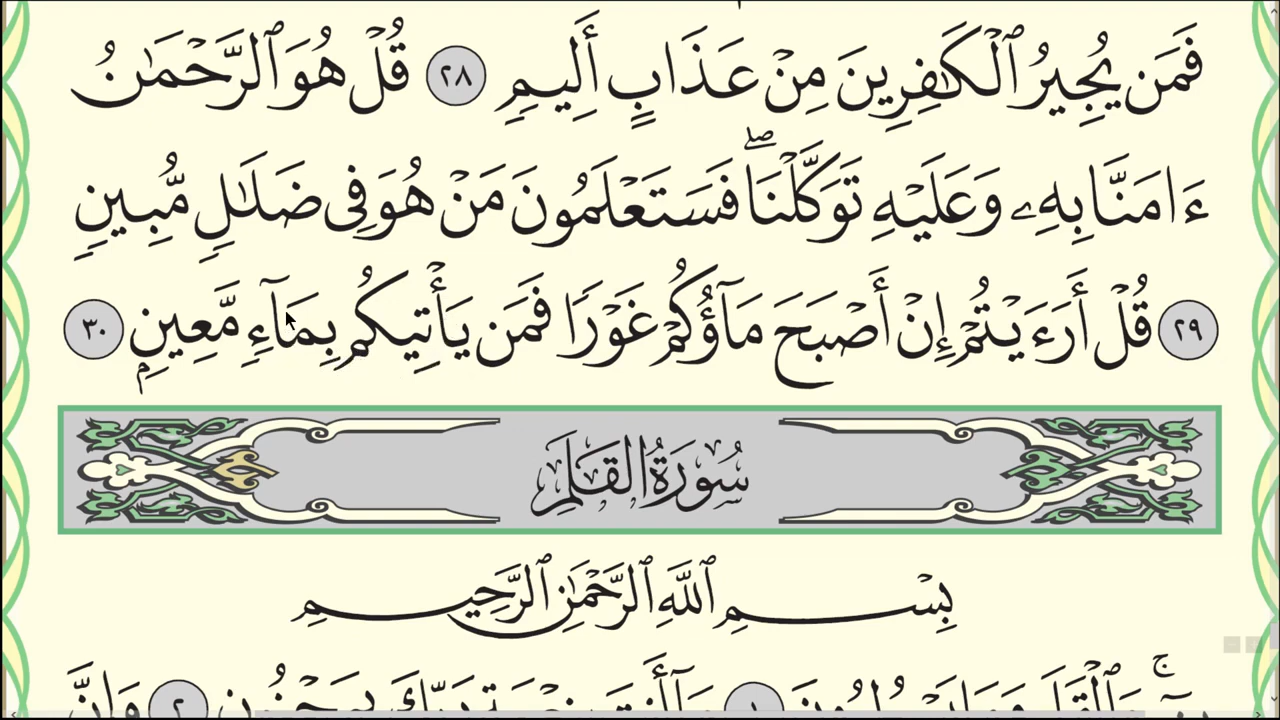 فَمَن يُجِيرُ ٱلْكَٰفِرِينَ مِنْ عَذَابٍ أَلِيمٍ ٢٨ قُلْ هُوَ ٱلرَّحْمَٰنُ
ءَامَنَّا بِهِۦ وَعَلَيْهِ تَوَكَّلْنَا ۖ فَسَتَعْلَمُونَ مَنْ هُوَ فِى ضَلَٰلٍ مُّبِينٍ
٢٩ قُلْ أَرَءَيْتُمْ إِنْ أَصْبَحَ مَآؤُكُمْ غَوْرًا فَمَن يَأْتِيكُم بِمَآءٍ مَّعِينٍۭ ٣٠
سُورَةُ القَلَمِ
بِسْمِ ٱللَّهِ ٱلرَّحْمَٰنِ ٱلرَّحِيمِ